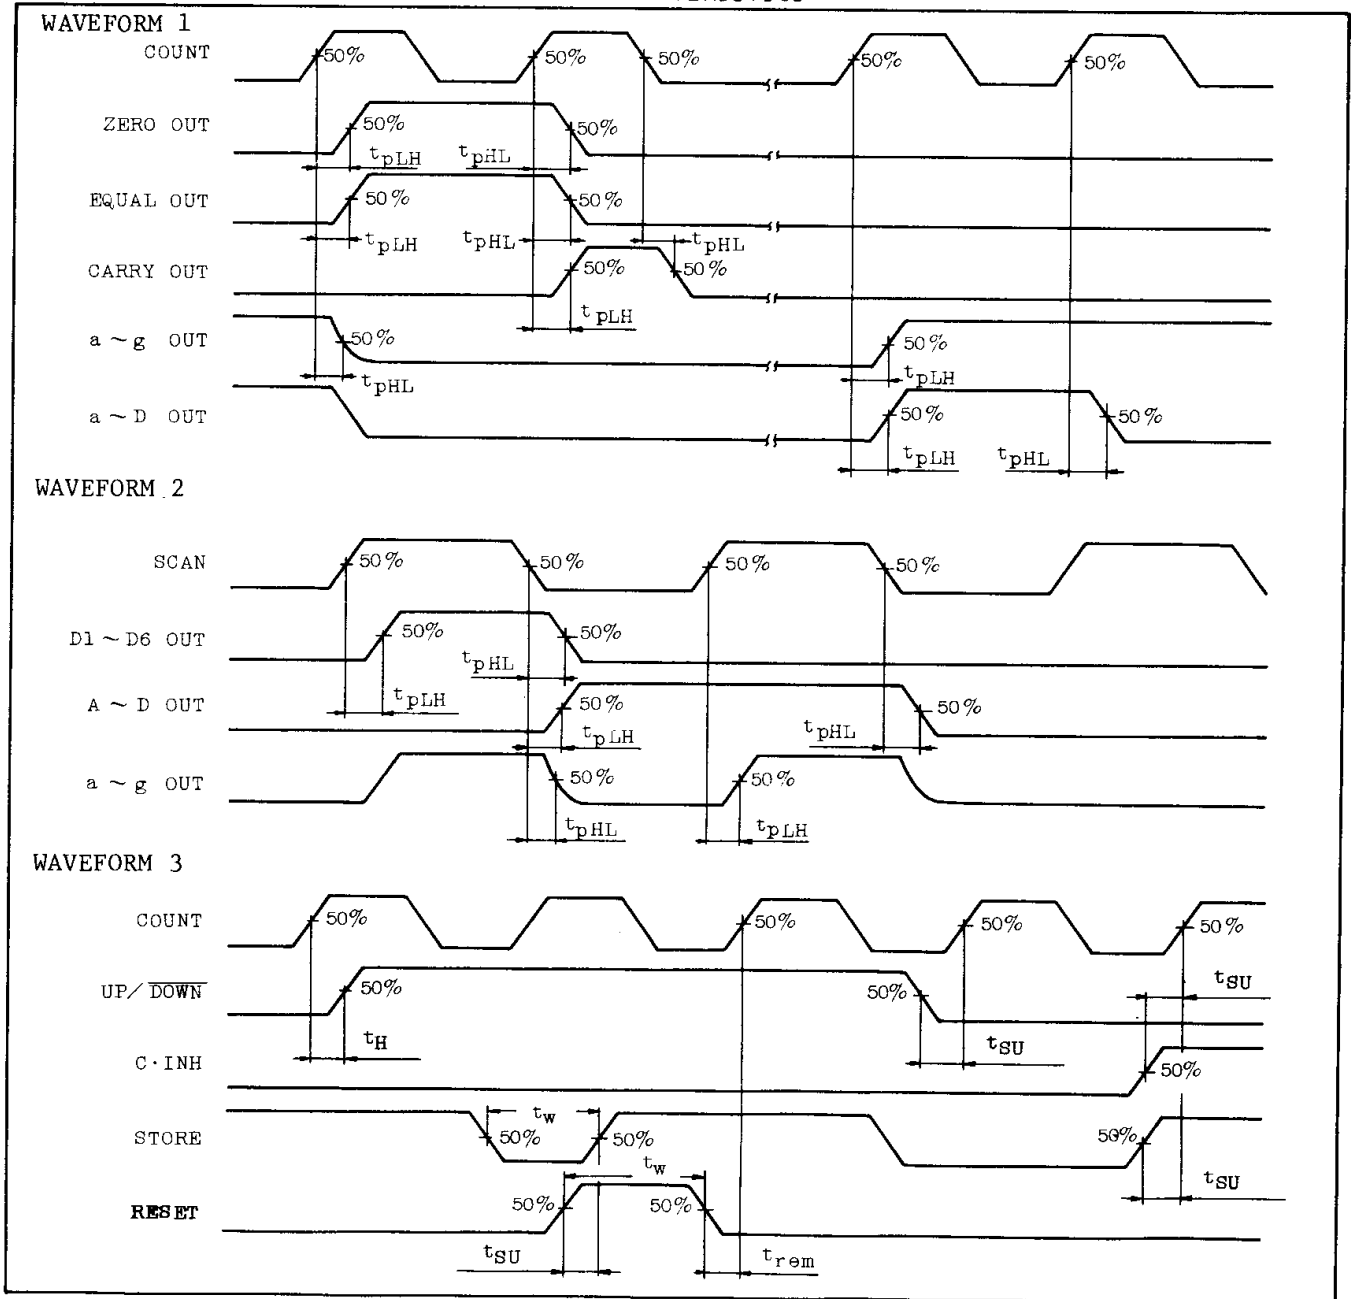 WAVEFORM 1
COUNT 50% 50% 50% 50% 50%
ZERO OUT 50% 50%
tpLH tpHL
EQUAL OUT 50% 50%
tpLH tpHL tpHL
CARRY OUT 50% 50%
tpLH
a ~ g OUT 50% 50%
tpHL tpLH
a ~ D OUT 50% 50%
tpLH tpHL
WAVEFORM 2
SCAN 50% 50% 50% 50%
D1 ~ D6 OUT 50% 50%
tpHL
A ~ D OUT tpLH 50% 50%
tpLH tpHL
a ~ g OUT 50% 50%
tpHL tpLH
WAVEFORM 3
COUNT 50% 50% 50% 50%
UP/DOWN 50% 50% tSU
tH tSU
C·INH 50%
tw
STORE 50% 50% 50%
tw tSU
RESET 50% 50%
tSU trem